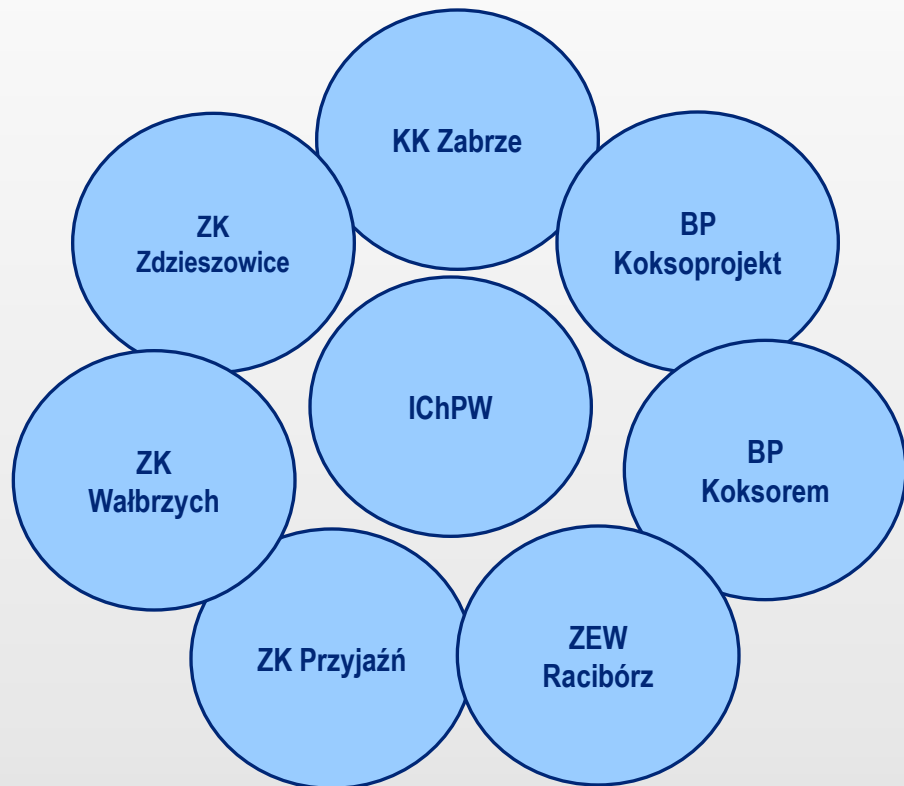 KK Zabrze
ZK
Zdzieszowice
BP
Koksoprojekt
IChPW
ZK
Wałbrzych
BP
Koksorem
ZK Przyjaźń
ZEW
Racibórz